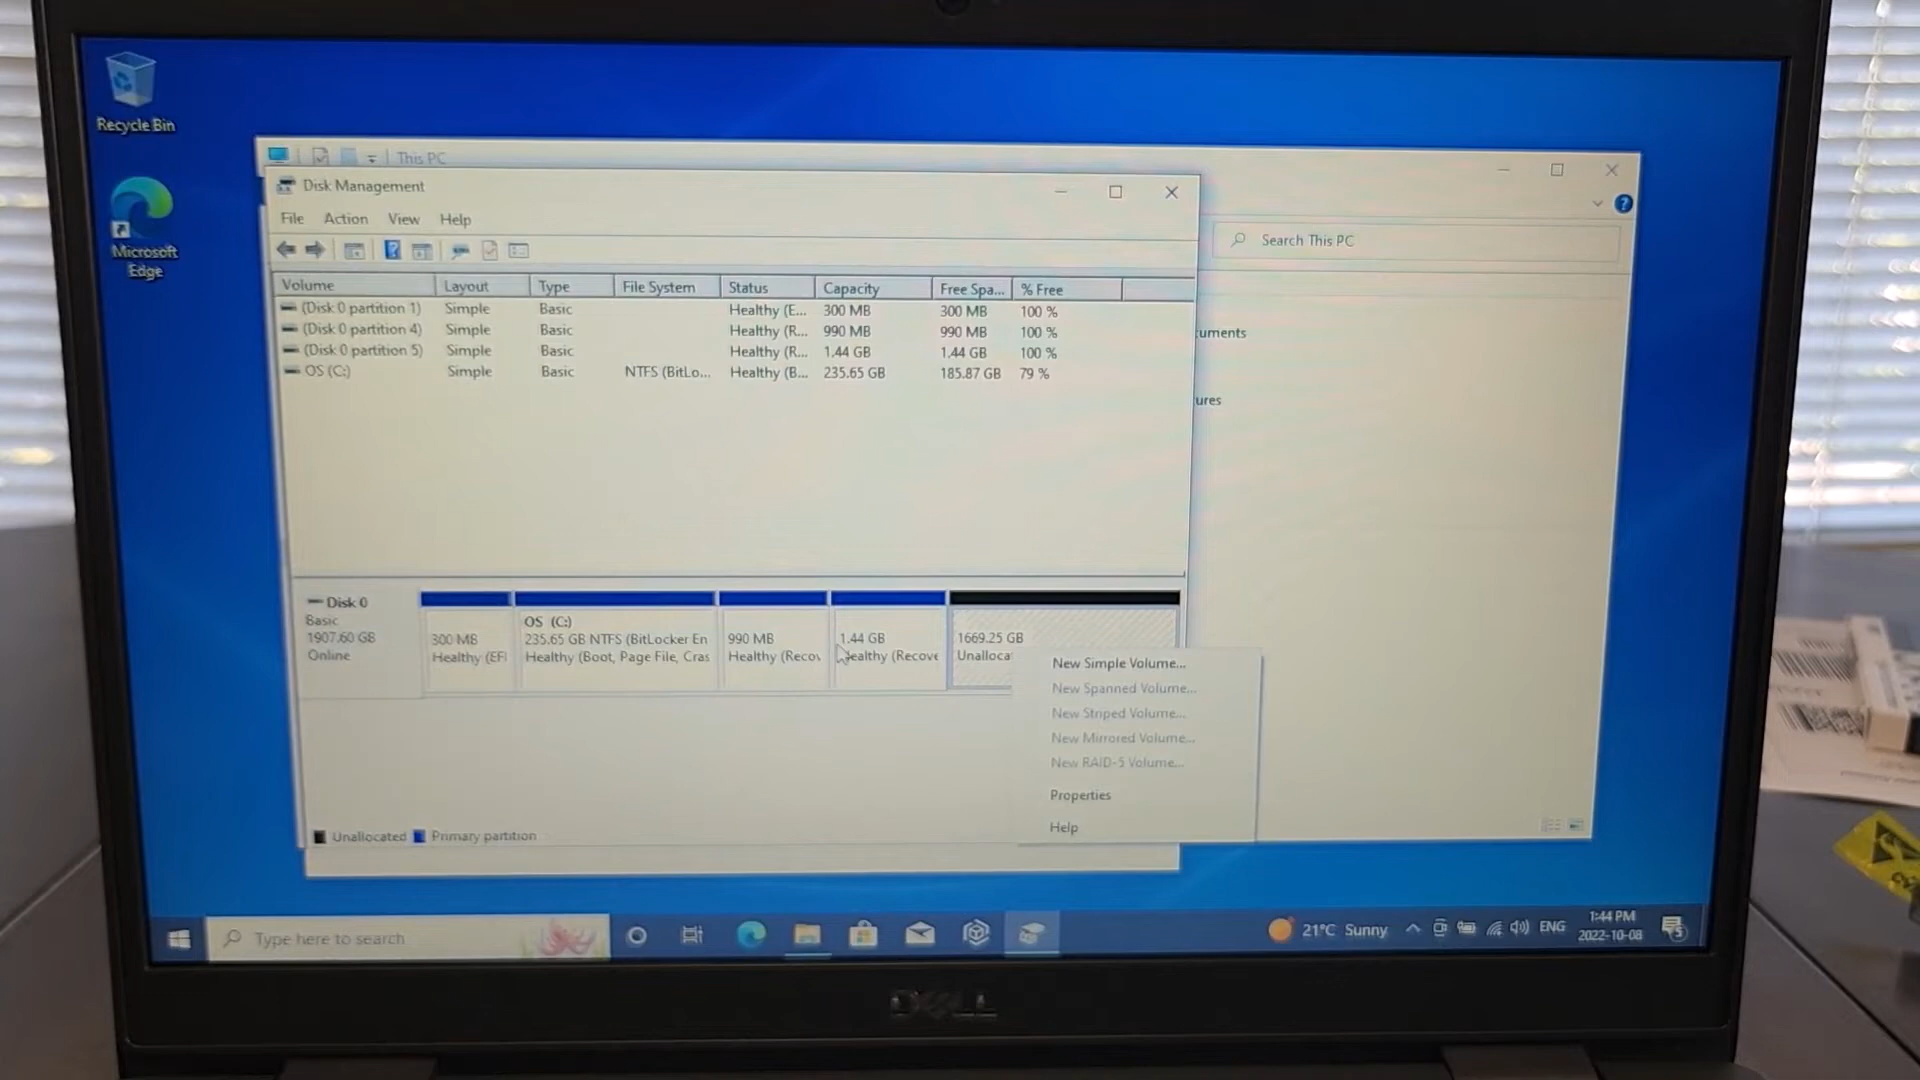 Recycle Bin
Microsoft
Edge
This PC
Disk Management
File Action View Help
Search This PC
Volume Layout Type File System Status Capacity Free Spa... % Free
(Disk 0 partition 1) Simple Basic Healthy (E... 300 MB 300 MB 100 %
(Disk 0 partition 4) Simple Basic Healthy (R... 990 MB 990 MB 100 %
(Disk 0 partition 5) Simple Basic Healthy (R... 1.44 GB 1.44 GB 100 %
OS (C:) Simple Basic NTFS (BitLo... Healthy (B... 235.65 GB 185.87 GB 79 %
uments
ures
Disk 0
Basic
1907.60 GB
Online
300 MB
Healthy (EFI
OS (C:)
235.65 GB NTFS (BitLocker En
Healthy (Boot, Page File, Cras
990 MB
Healthy (Recov
1.44 GB
Healthy (Recove
1669.25 GB
Unalloca
New Simple Volume...
New Spanned Volume...
New Striped Volume...
New Mirrored Volume...
New RAID-5 Volume...
Properties
Help
Unallocated Primary partition
Type here to search
21°C Sunny
ENG
1:44 PM
2022-10-08
5
DELL